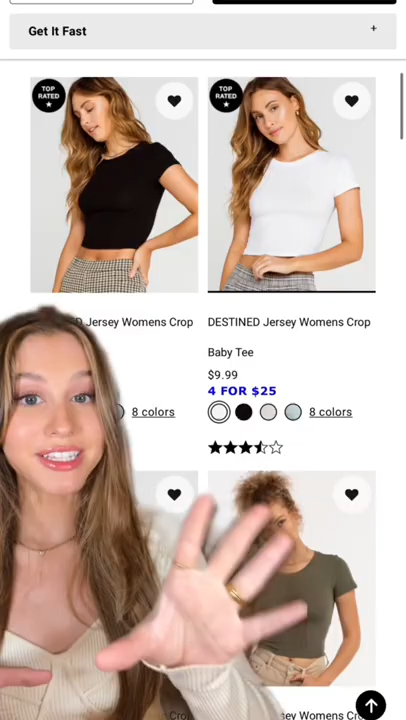 Get It Fast
+
TOP
RATED
TOP
RATED
Jersey Womens Crop
DESTINED Jersey Womens Crop
Baby Tee
$9.99
4 FOR $25
8 colors
8 colors
Womens